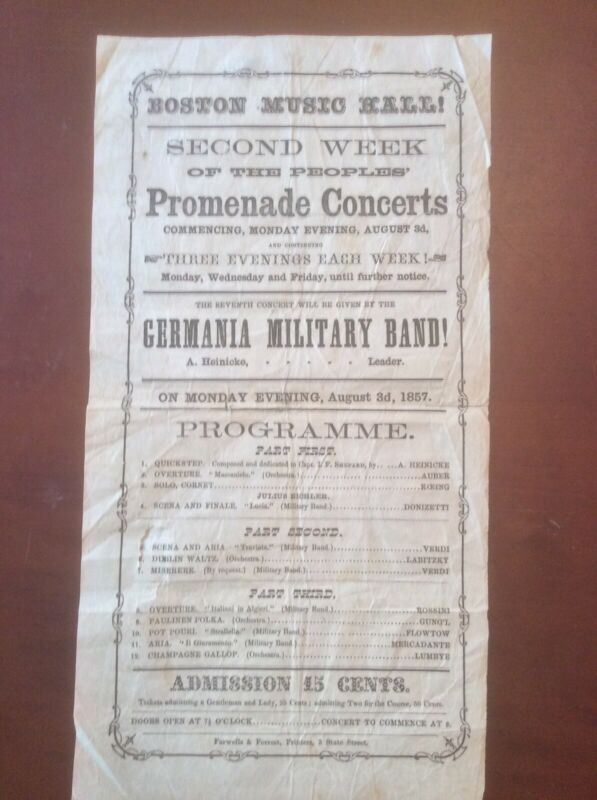 BOSTON MUSIC HALL!
SECOND WEEK
OF THE PEOPLES'
Promenade Concerts
COMMENCING, MONDAY EVENING, AUGUST 3d,
AND CONTINUING
THREE EVENINGS EACH WEEK!
Monday, Wednesday and Friday, until further notice.
THE SEVENTH CONCERT WILL BE GIVEN BY THE
GERMANIA MILITARY BAND!
A. Heinicke, - - - - - Leader.
ON MONDAY EVENING, August 3d, 1857.
PROGRAMME.
PART FIRST.
1. QUICKSTEP. Composed and dedicated to Capt. I. F. SHEPARD, by....A. HEINICKE
2. OVERTURE. "Massaniello." (Orchestra.)....AUBER
3. SOLO, CORNET....KŒING
JULIUS EICHLER.
4. SCENA AND FINALE. "Lucia." (Military Band.)....DONIZETTI
PART SECOND.
5. SCENA AND ARIA. "Traviata." (Military Band.)....VERDI
6. DUBLIN WALTZ. (Orchestra.)....LABITZKY
7. MISERERE. (By request.) (Military Band.)....VERDI
PART THIRD.
8. OVERTURE. "Italani in Algieri." (Military Band.)....ROSSINI
9. PAULINEN POLKA. (Orchestra.)....GUNG'L
10. POT POURI. "Stradella." (Military Band.)....FLOWTOW
11. ARIA. "Il Giuramento." (Military Band.)....MERCADANTE
12. CHAMPAGNE GALLOP. (Orchestra.)....LUMBYE
ADMISSION 15 CENTS.
Tickets admitting a Gentleman and Lady, 25 Cents; admitting Two for the Course, 50 Cents.
DOORS OPEN AT 7½ O'CLOCK....CONCERT TO COMMENCE AT 8.
Farwells & Forrest, Printers, 5 State Street.